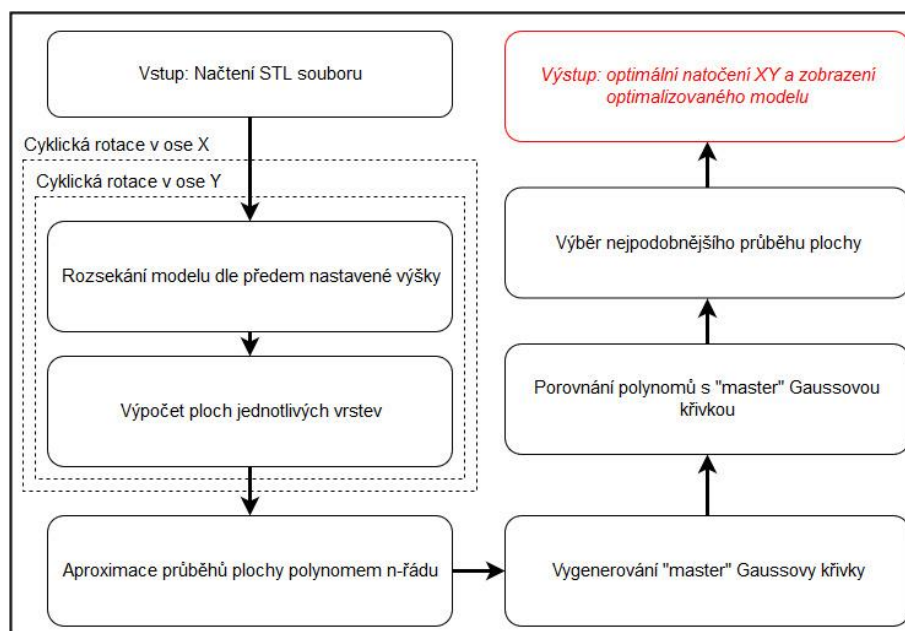 Vstup: Načtení STL souboru
Cyklická rotace v ose X
Cyklická rotace v ose Y
Rozsekání modelu dle předem nastavené výšky
Výpočet ploch jednotlivých vrstev
Aproximace průběhů plochy polynomem n-řádu
Vygenerování "master" Gaussovy křivky
Porovnání polynomů s "master" Gaussovou
křivkou
Výběr nejpodobnějšího průběhu plochy
Výstup: optimální natočení XY a zobrazení
optimalizovaného modelu